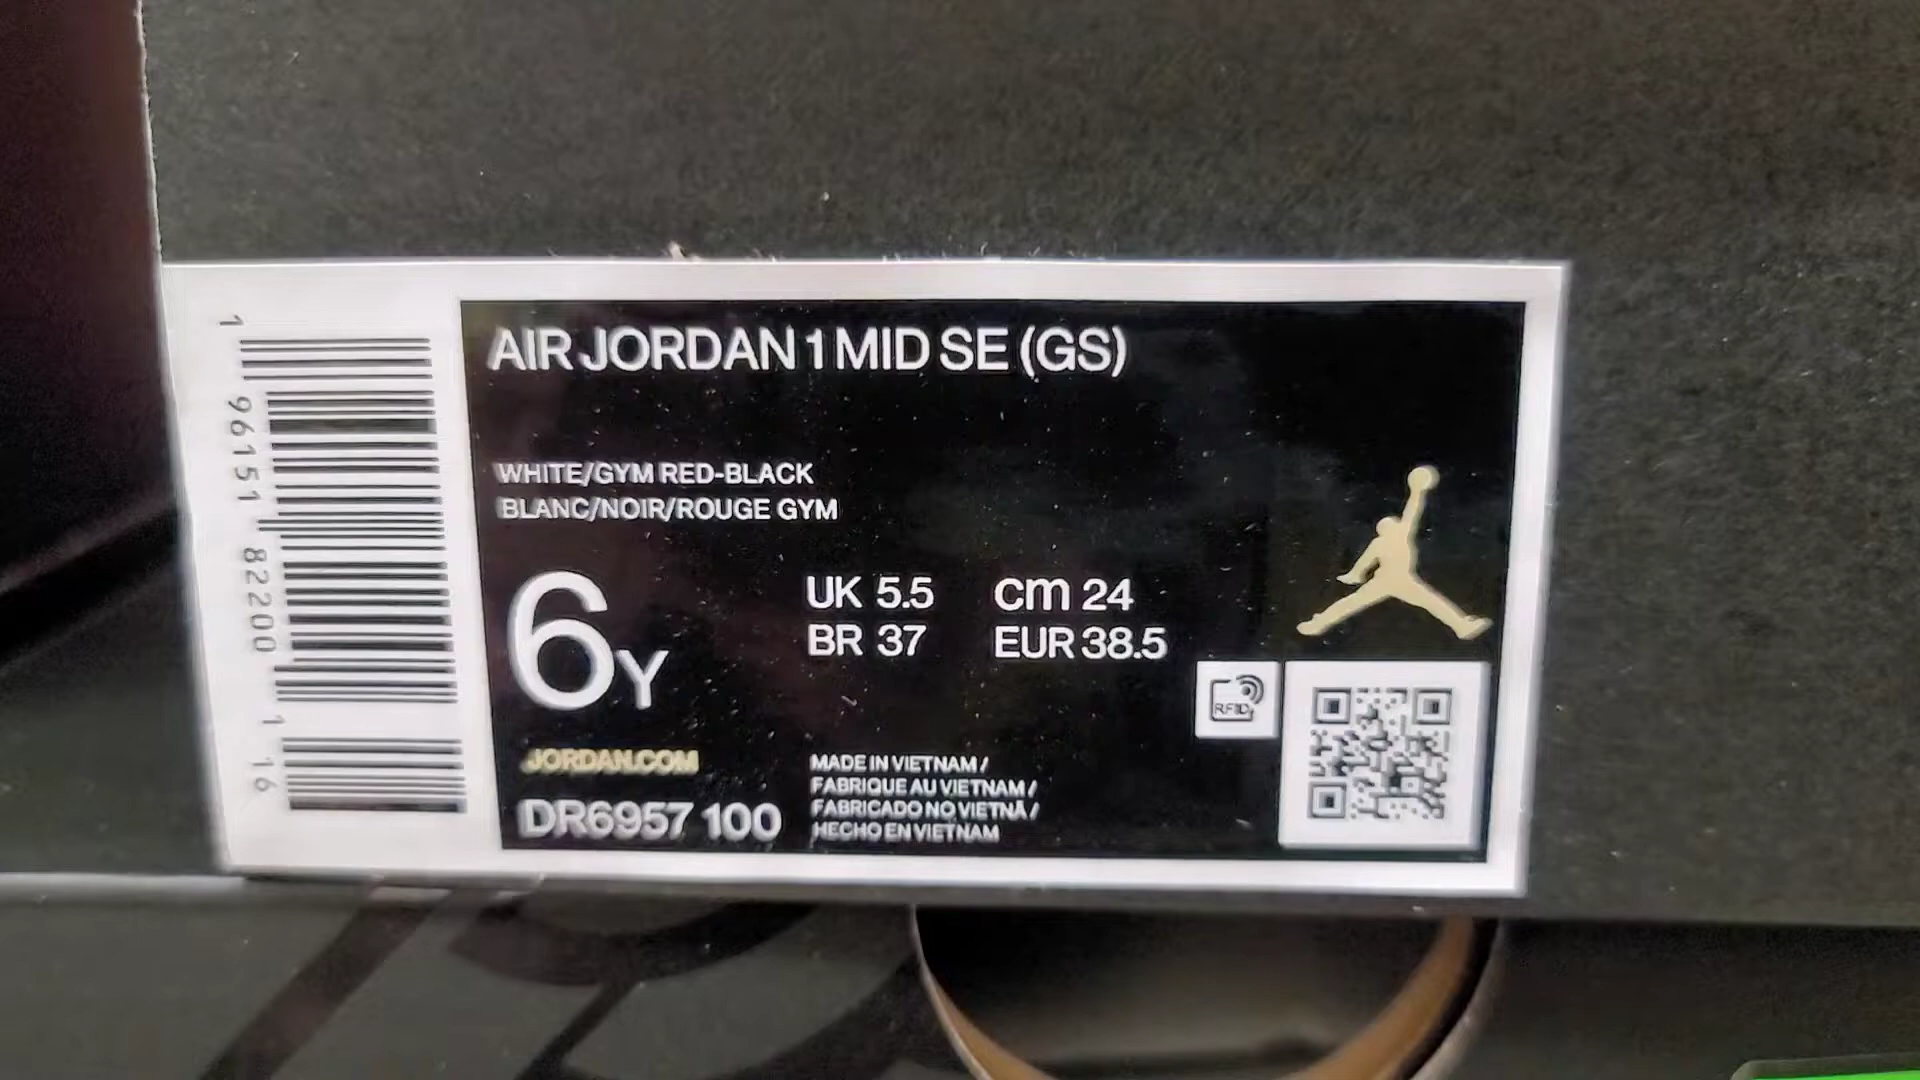 AIR JORDAN 1 MID SE (GS)
WHITE/GYM RED-BLACK
BLANC/NOIR/ROUGE GYM
6Y
UK 5.5
cm 24
BR 37
EUR 38.5
RFID
JORDAN.COM
DR6957 100
MADE IN VIETNAM /
FABRIQUE AU VIETNAM /
FABRICADO NO VIETNÃ /
HECHO EN VIETNAM
1 96151 82200 1 16